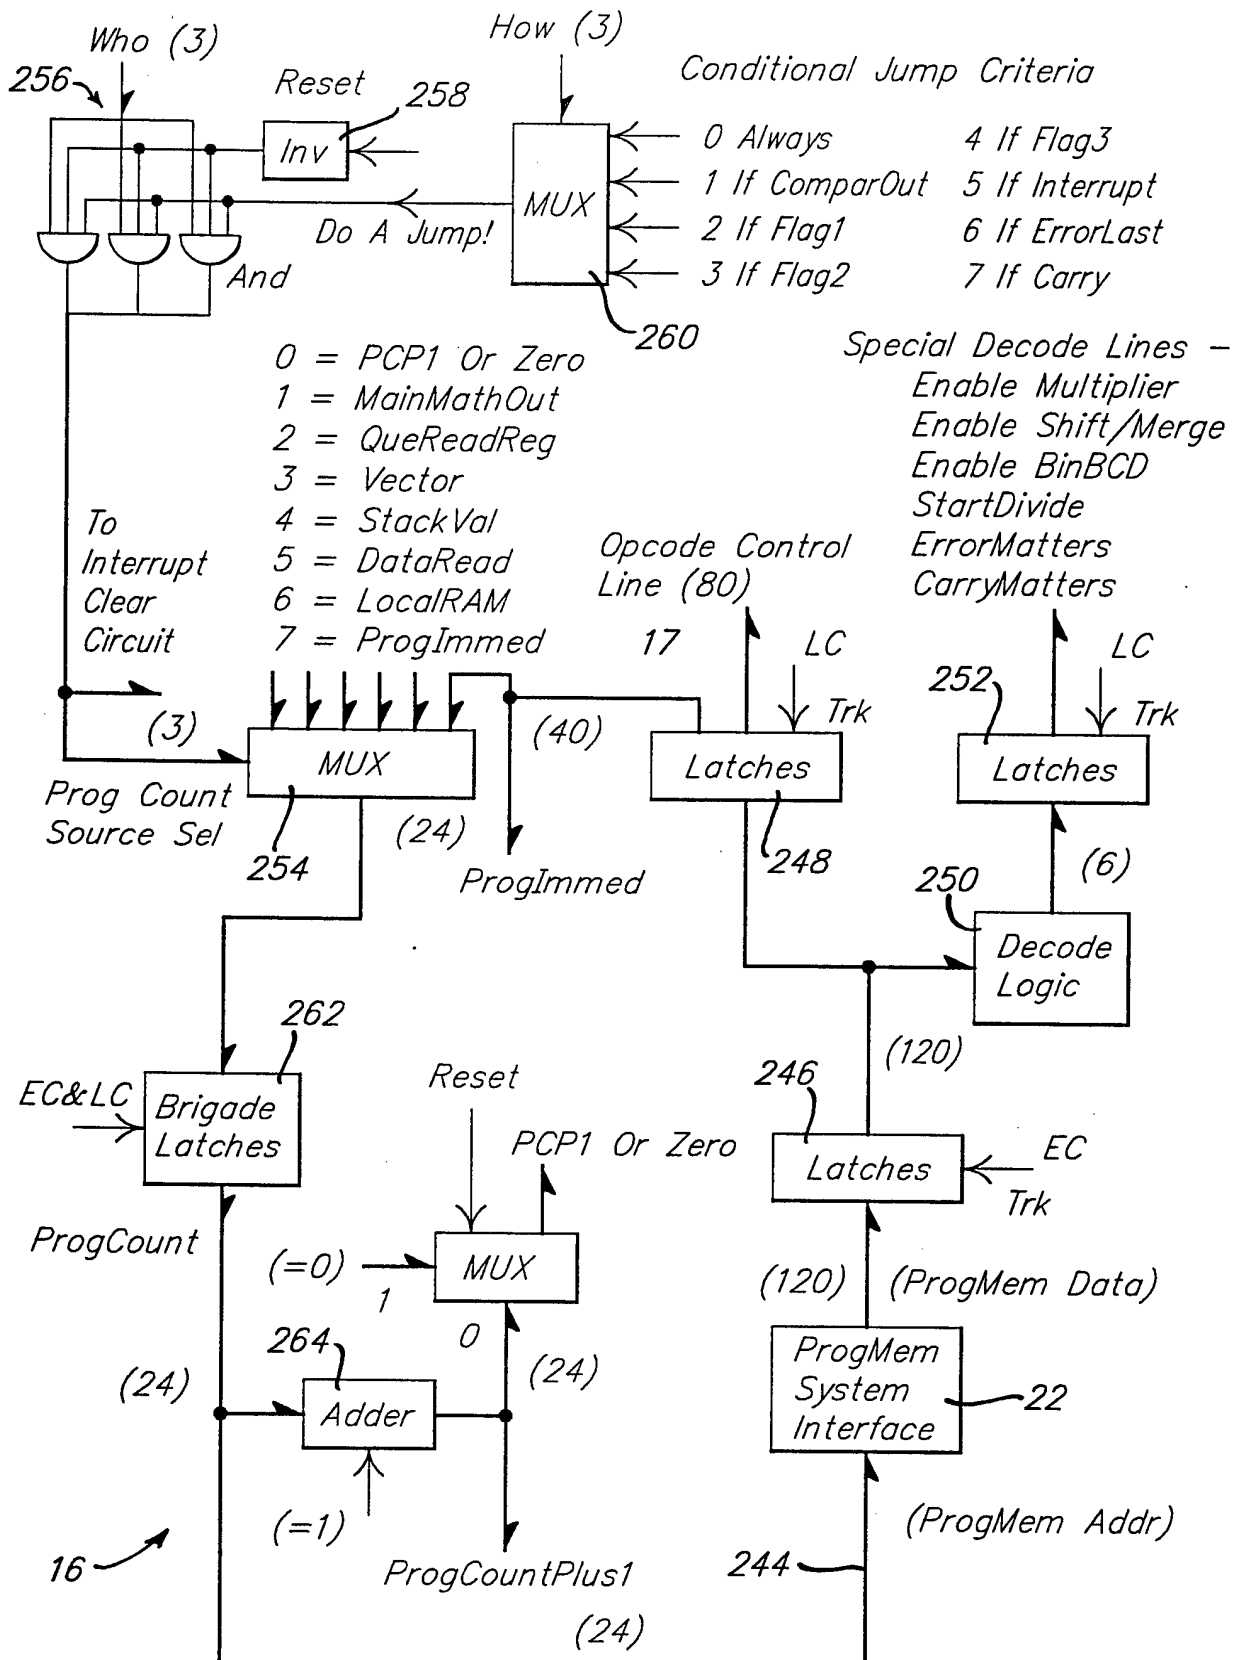 Who (3)
How (3)
256
Reset
258
Conditional Jump Criteria
Inv
MUX
0 Always
1 If ComparOut
2 If Flag1
3 If Flag2
4 If Flag3
5 If Interrupt
6 If ErrorLast
7 If Carry
Do A Jump!
And
260
0 = PCP1 Or Zero
1 = MainMathOut
2 = QueReadReg
3 = Vector
4 = StackVal
5 = DataRead
6 = LocalRAM
7 = ProgImmed
Special Decode Lines –
Enable Multiplier
Enable Shift/Merge
Enable BinBCD
StartDivide
ErrorMatters
CarryMatters
To
Interrupt
Clear
Circuit
Opcode Control
Line (80)
17
LC
Trk
LC
Trk
252
(3)
(40)
MUX
Latches
Latches
Prog Count
Source Sel
254
(24)
248
ProgImmed
(6)
250
Decode
Logic
262
(120)
EC&LC
Brigade
Latches
Reset
246
PCP1 Or Zero
Latches
EC
Trk
ProgCount
(=0)
1
MUX
0
(120)
(ProgMem Data)
264
(24)
(24)
Adder
ProgMem
System
Interface
22
(=1)
(ProgMem Addr)
16
ProgCountPlus1
244
(24)